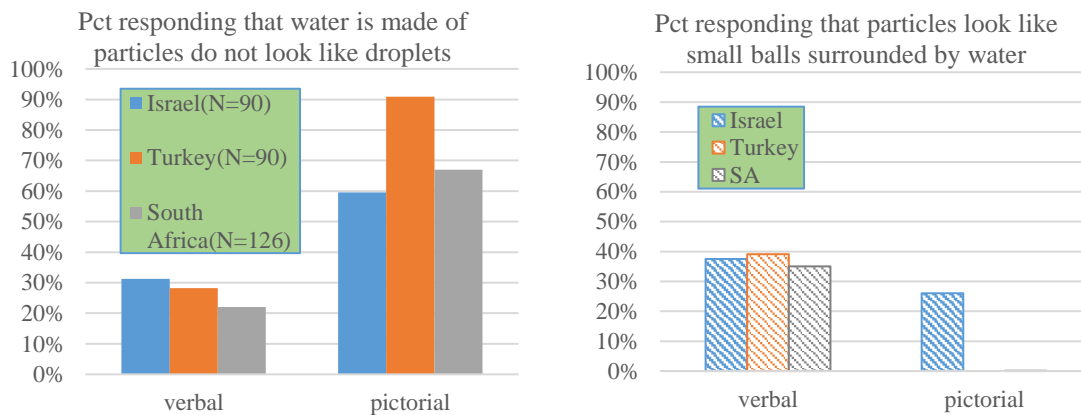 Pct responding that water is made of
particles do not look like droplets
100%
90%
80%
70%
60%
50%
40%
30%
20%
10%
0%
Israel(N=90)
Turkey(N=90)
South
Africa(N=126)
verbal
pictorial
Pct responding that particles look like
small balls surrounded by water
100%
90%
80%
70%
60%
50%
40%
30%
20%
10%
0%
Israel
Turkey
SA
verbal
pictorial